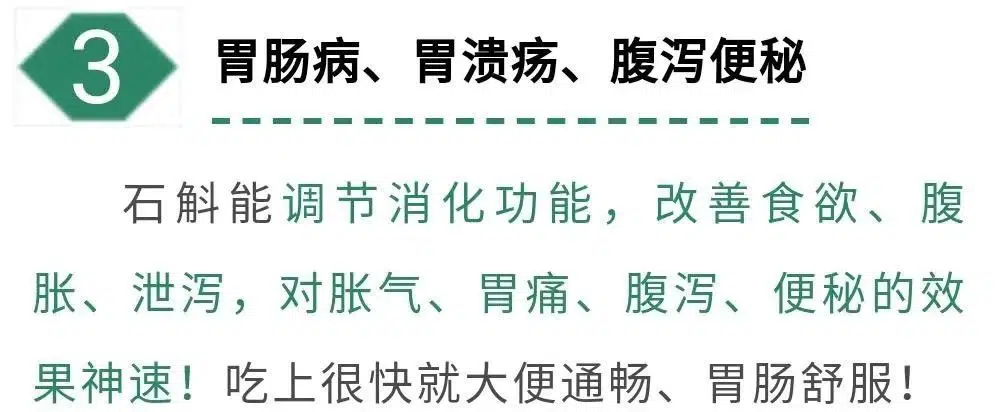 3
胃肠病、胃溃疡、腹泻便秘
石斛能调节消化功能，改善食欲、腹
胀、泄泻，对胀气、胃痛、腹泻、便秘的效
果神速！吃上很快就大便通畅、胃肠舒服！